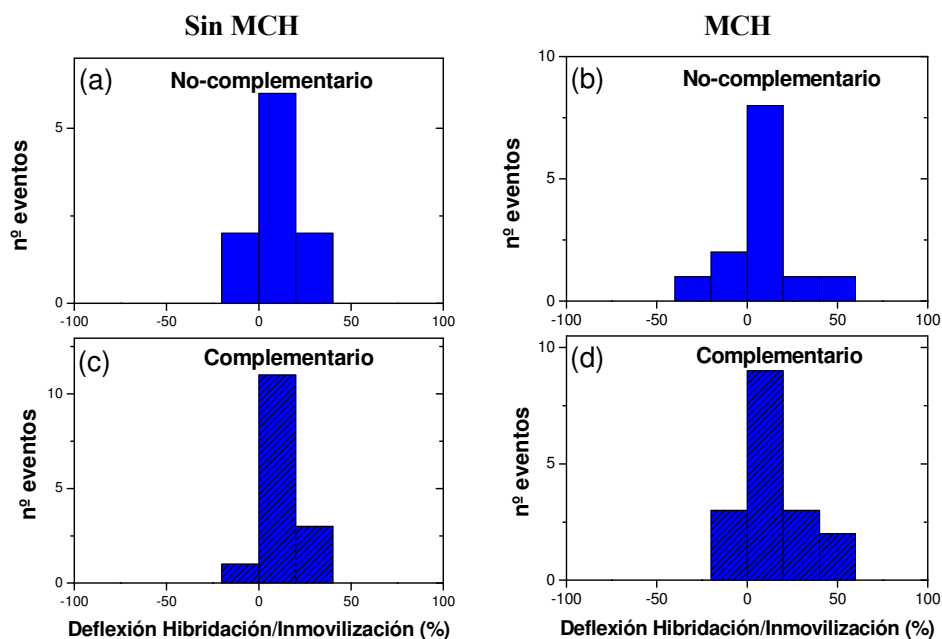 Sin MCH
MCH
(a)
No-complementario
nº eventos
5
0
-100 -50 0 50 100
(b)
No-complementario
nº eventos
10
5
0
-100 -50 0 50 100
(c)
Complementario
nº eventos
10
5
0
-100 -50 0 50 100
Deflexión Hibridación/Inmovilización (%)
(d)
Complementario
nº eventos
10
5
0
-100 -50 0 50 100
Deflexión Hibridación/Inmovilización (%)